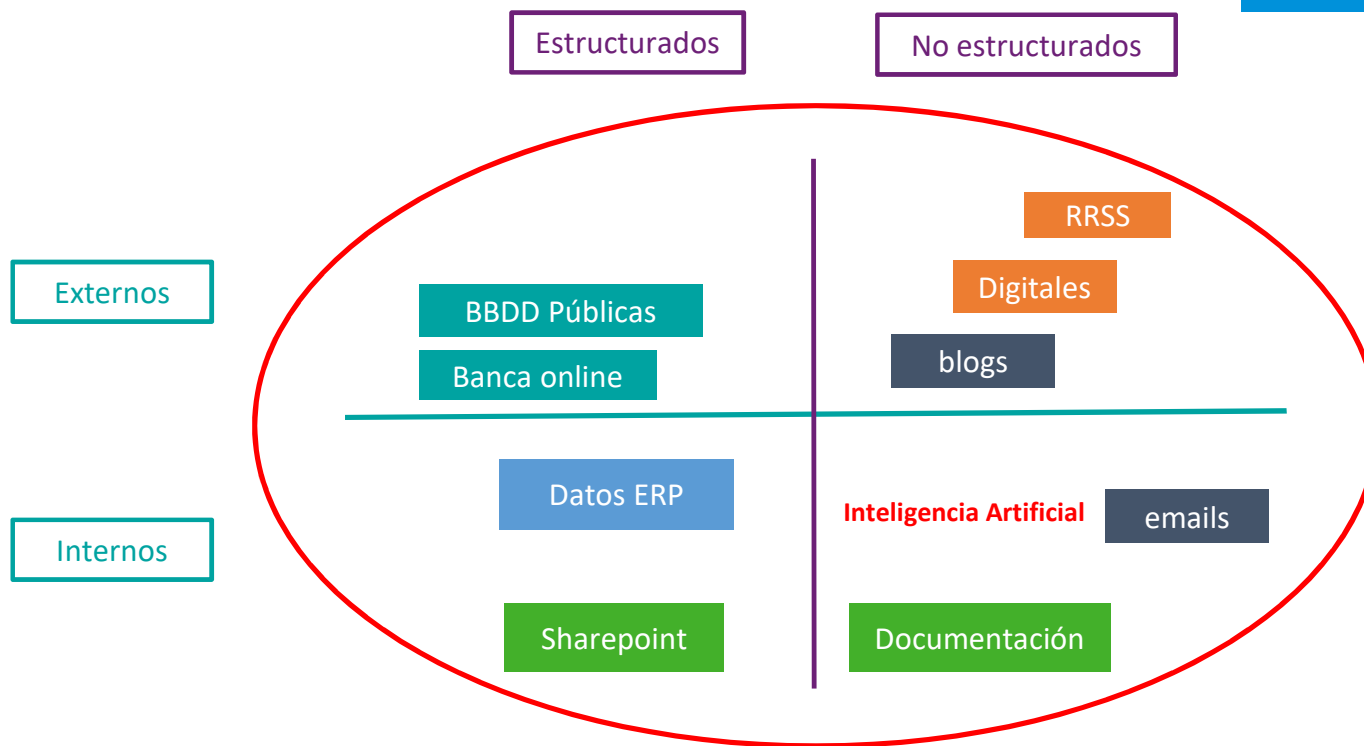 Estructurados
No estructurados
RRSS
Externos
Digitales
BBDD Públicas
blogs
Banca online
Datos ERP
Inteligencia Artificial
emails
Internos
Sharepoint
Documentación